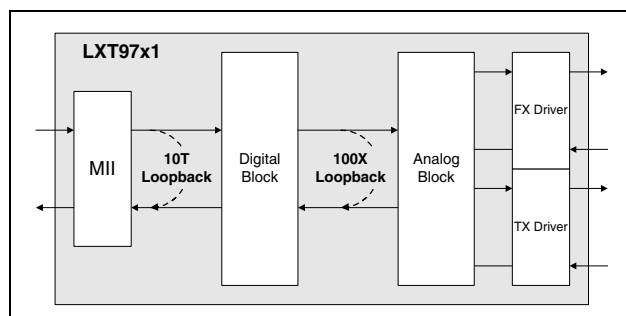 LXT97x1
MII
10T
Loopback
Digital
Block
100X
Loopback
Analog
Block
FX Driver
TX Driver